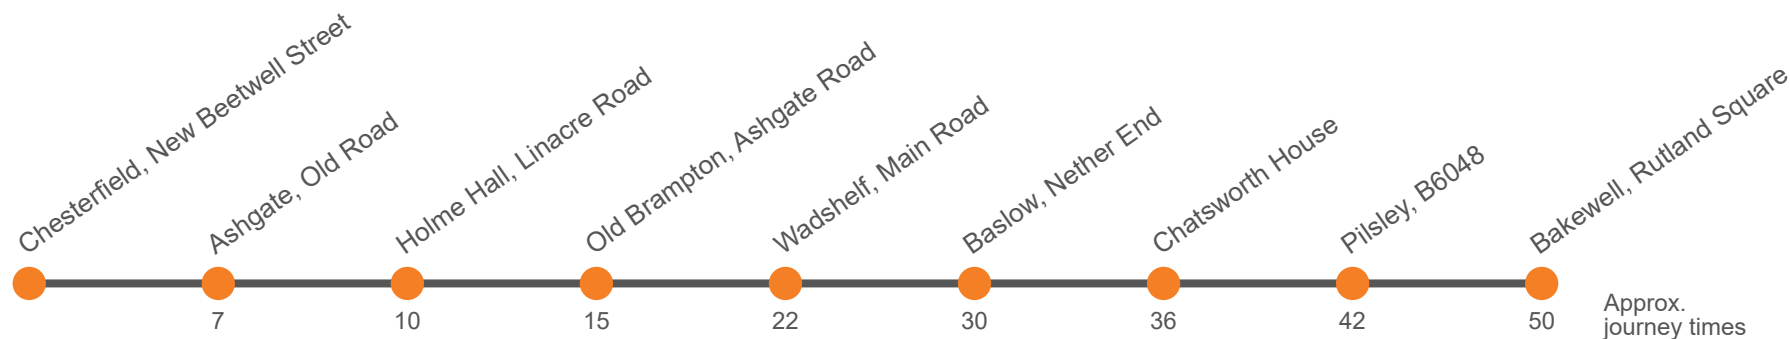 Chesterfield, New Beetwell Street
Ashgate, Old Road
Holme Hall, Linacre Road
Old Brampton, Ashgate Road
Wadshelf, Main Road
Baslow, Nether End
Chatsworth House
Pilsley, B6048
Bakewell, Rutland Square
7
10
15
22
30
36
42
50
Approx.
journey times